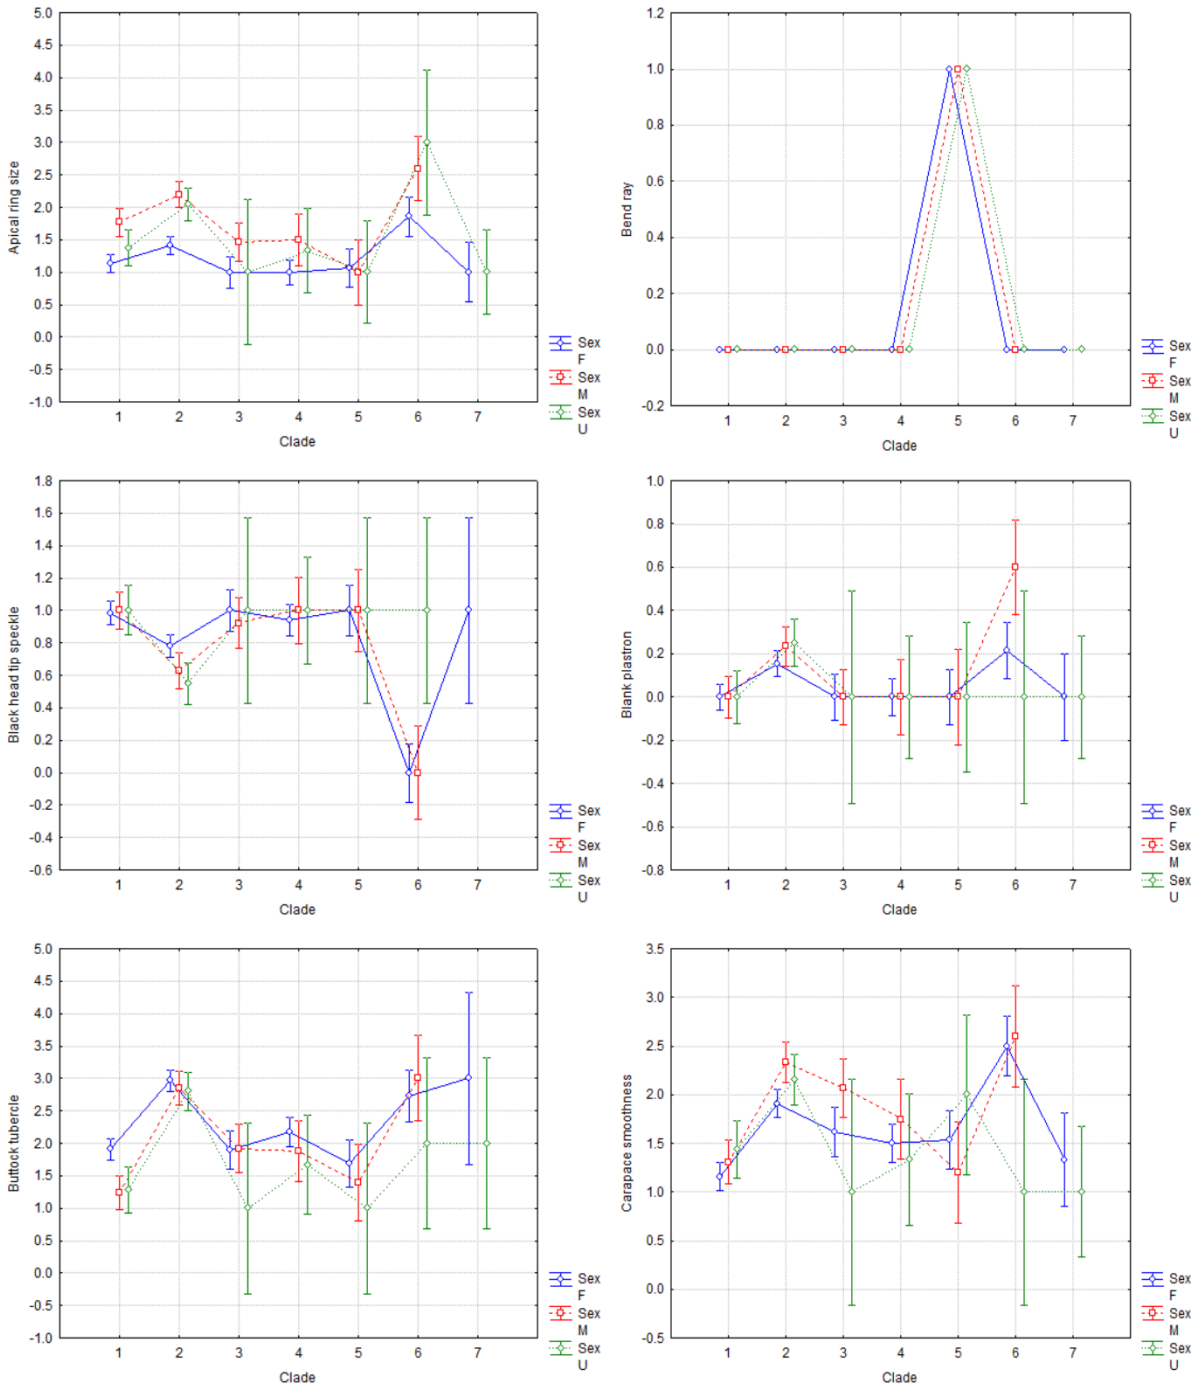 Apical ring size
5.0
4.5
4.0
3.5
3.0
2.5
2.0
1.5
1.0
0.5
0.0
-0.5
-1.0
1 2 3 4 5 6 7
Clade
Sex
F
Sex
M
Sex
U
Bend ray
1.2
1.0
0.8
0.6
0.4
0.2
0.0
-0.2
1 2 3 4 5 6 7
Clade
Sex
F
Sex
M
Sex
U
Black head tip speckle
1.8
1.6
1.4
1.2
1.0
0.8
0.6
0.4
0.2
0.0
-0.2
-0.4
-0.6
1 2 3 4 5 6 7
Clade
Sex
F
Sex
M
Sex
U
Blank plastron
1.0
0.8
0.6
0.4
0.2
0.0
-0.2
-0.4
-0.6
-0.8
1 2 3 4 5 6 7
Clade
Sex
F
Sex
M
Sex
U
Buttock tubercle
5.0
4.5
4.0
3.5
3.0
2.5
2.0
1.5
1.0
0.5
0.0
-0.5
-1.0
1 2 3 4 5 6 7
Clade
Sex
F
Sex
M
Sex
U
Carapace smoothness
3.5
3.0
2.5
2.0
1.5
1.0
0.5
0.0
-0.5
1 2 3 4 5 6 7
Clade
Sex
F
Sex
M
Sex
U